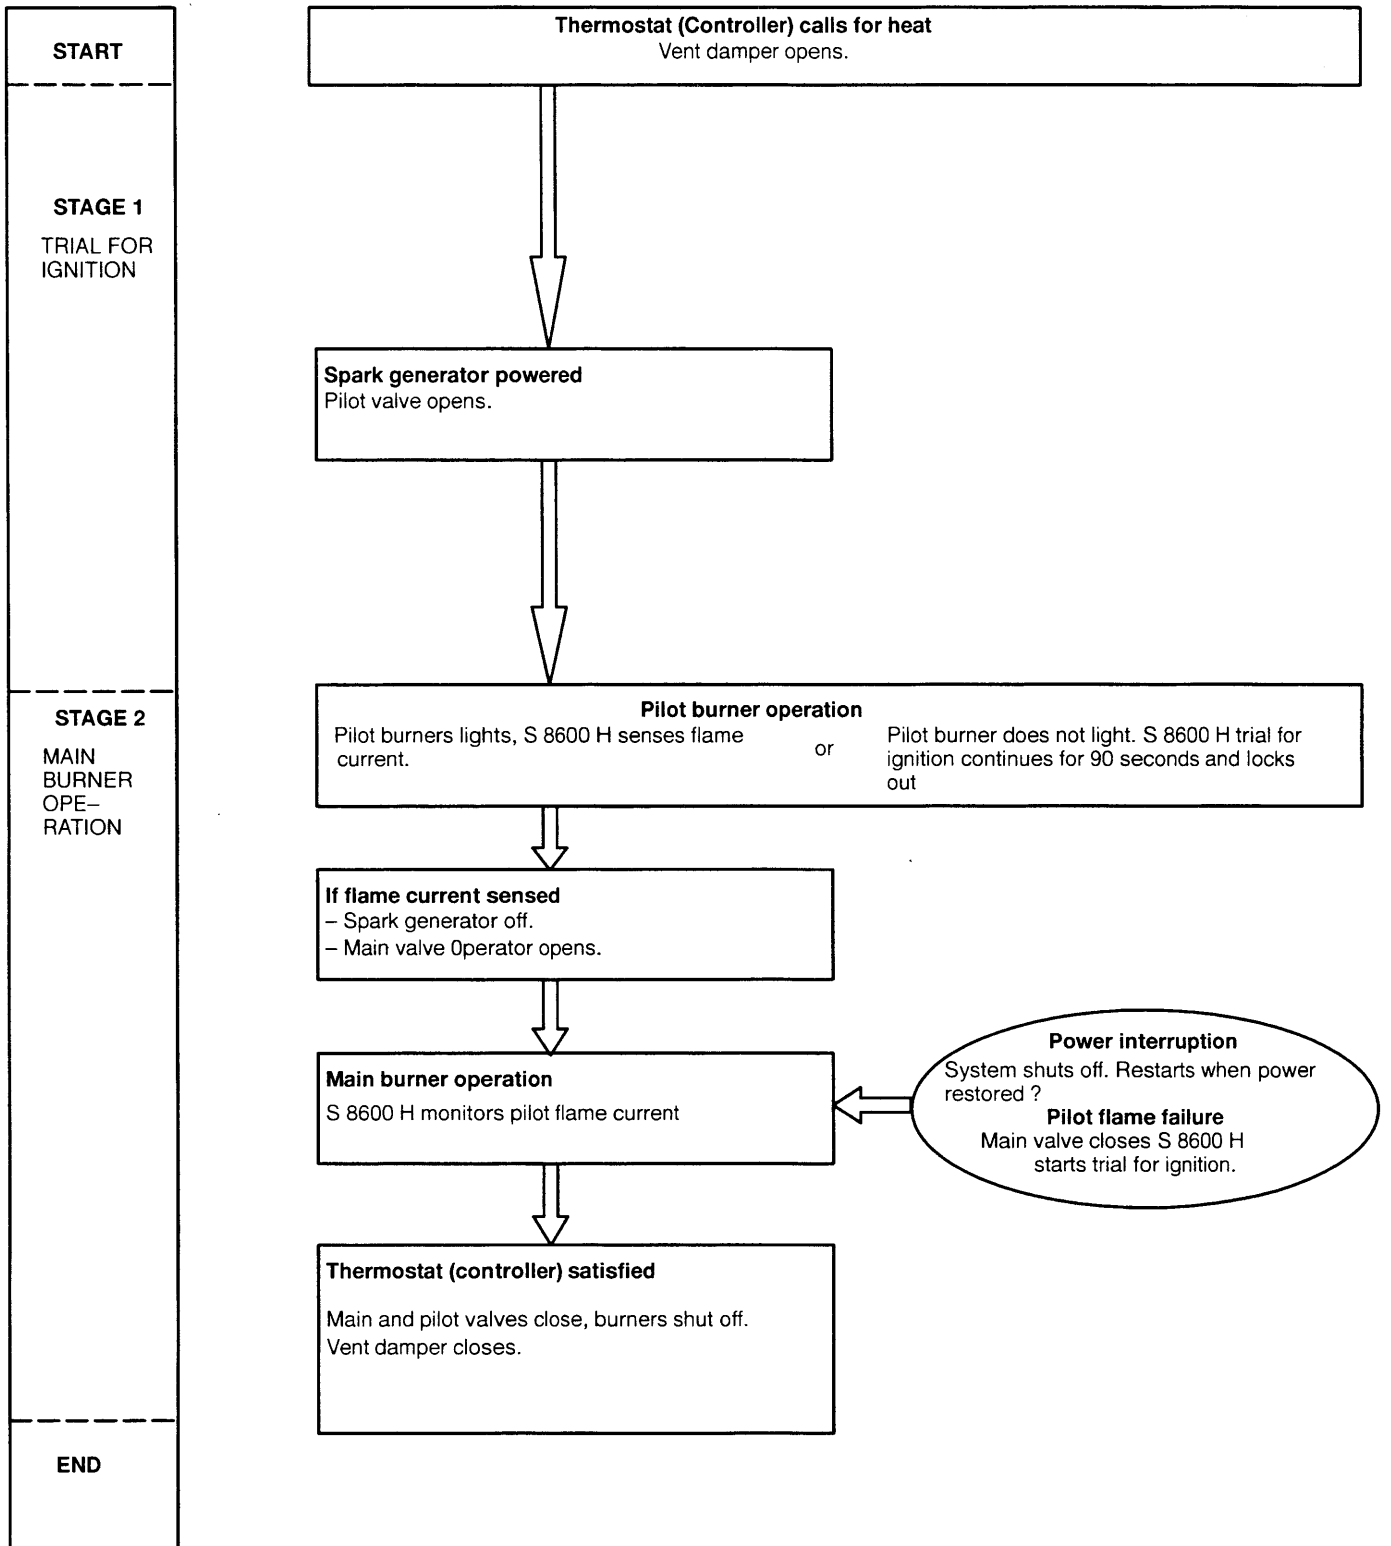 START
Thermostat (Controller) calls for heat
Vent damper opens.
STAGE 1
TRIAL FOR
IGNITION
Spark generator powered
Pilot valve opens.
STAGE 2
MAIN
BURNER
OPE–
RATION
Pilot burner operation
Pilot burners lights, S 8600 H senses flame
current.
or
Pilot burner does not light. S 8600 H trial for
ignition continues for 90 seconds and locks
out
If flame current sensed
– Spark generator off.
– Main valve 0perator opens.
Main burner operation
S 8600 H monitors pilot flame current
Power interruption
System shuts off. Restarts when power
restored ?
Pilot flame failure
Main valve closes S 8600 H
starts trial for ignition.
Thermostat (controller) satisfied
Main and pilot valves close, burners shut off.
Vent damper closes.
END